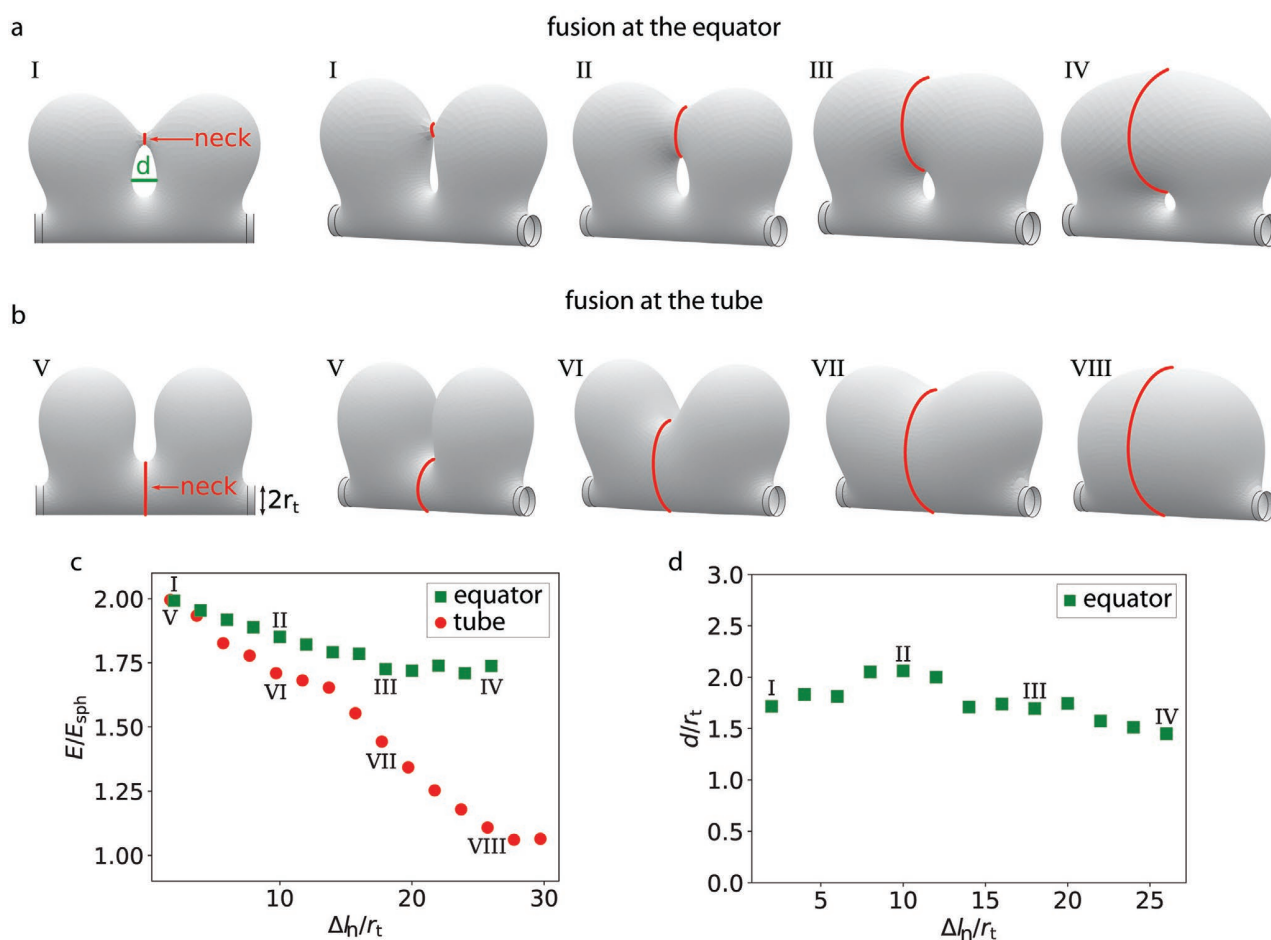 a
fusion at the equator
I
I
II
III
IV
neck
d
fusion at the tube
b
V
V
VI
VII
VIII
neck
2rt
c
E/Esph
2.00
1.75
1.50
1.25
1.00
I
V
II
VI
III
IV
VII
VIII
equator
tube
10
20
30
Δln/rt
d
d/rt
3.0
2.5
2.0
1.5
1.0
0.5
0.0
equator
I
II
III
IV
5
10
15
20
25
Δln/rt